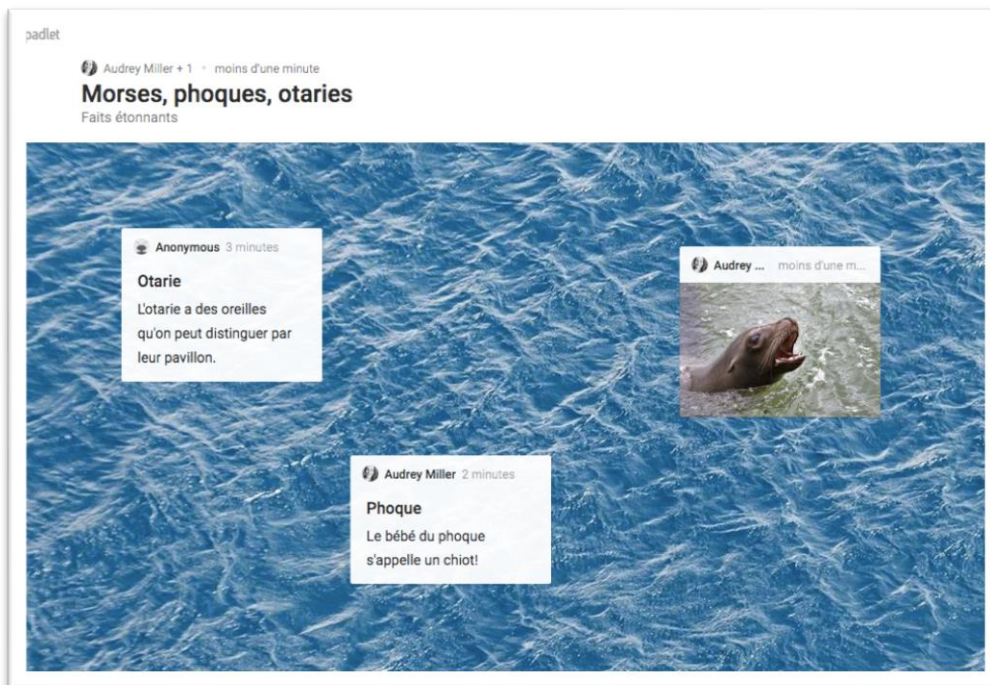 padlet
Audrey Miller + 1 • moins d'une minute
Morses, phoques, otaries
Faits étonnants
Anonymous 3 minutes
Otarie
L'otarie a des oreilles
qu'on peut distinguer par
leur pavillon.
Audrey ... moins d'une m...
Audrey Miller 2 minutes
Phoque
Le bébé du phoque
s'appelle un chiot!